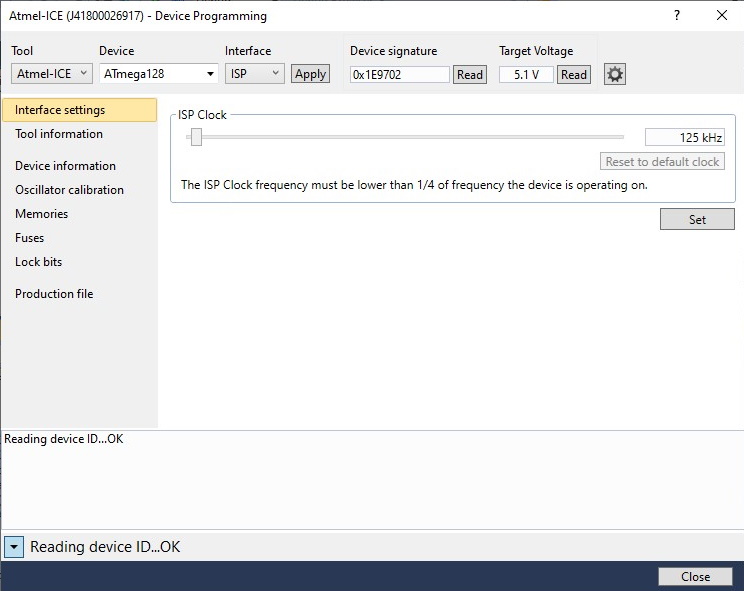 Atmel-ICE (J41800026917) - Device Programming
?
Tool Device Interface Device signature Target Voltage
Atmel-ICE ATmega128 ISP Apply 0x1E9702 Read 5.1 V Read
Interface settings
Tool information
Device information
Oscillator calibration
Memories
Fuses
Lock bits
Production file
ISP Clock
125 kHz
Reset to default clock
The ISP Clock frequency must be lower than 1/4 of frequency the device is operating on.
Set
Reading device ID...OK
Reading device ID...OK
Close